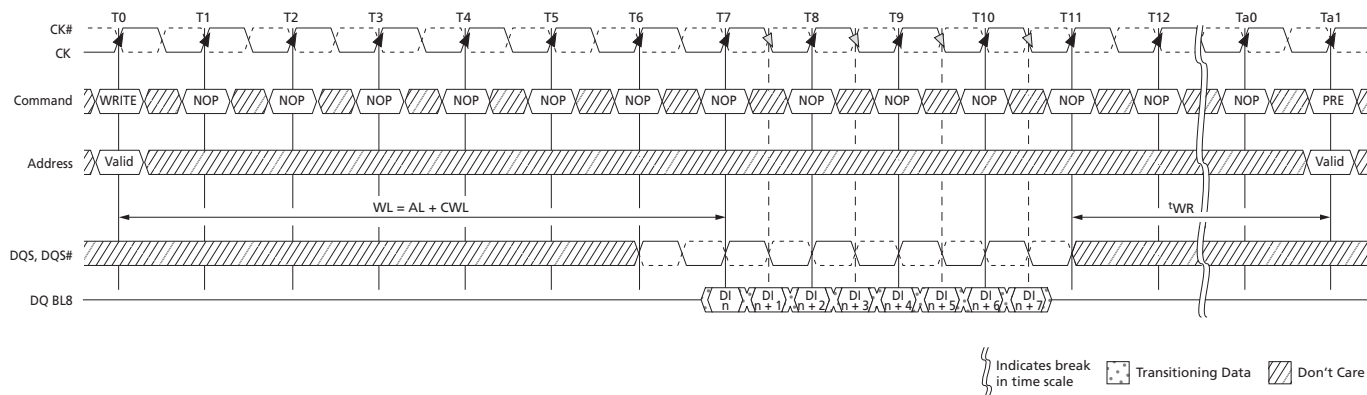 T0 T1 T2 T3 T4 T5 T6 T7 T8 T9 T10 T11 T12 Ta0 Ta1
CK#
CK
Command WRITE NOP NOP NOP NOP NOP NOP NOP NOP NOP NOP NOP NOP NOP PRE
Address Valid Valid
WL = AL + CWL tWR
DQS, DQS#
DQ BL8 DI DI DI DI DI DI DI DI
n n + 1 n + 2 n + 3 n + 4 n + 5 n + 6 n + 7
Indicates break
in time scale
Transitioning Data
Don't Care